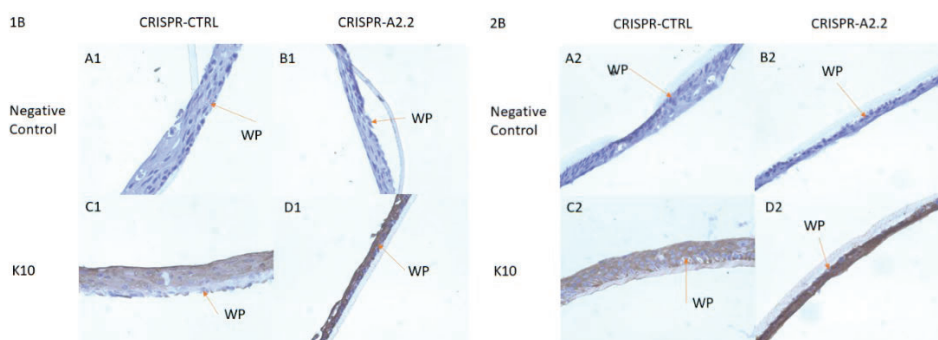 1B CRISPR-CTRL CRISPR-A2.2
A1 B1
WP WP
Negative
Control
C1 D1
WP WP
K10
2B CRISPR-CTRL CRISPR-A2.2
A2 B2
WP WP
Negative
Control
C2 D2
WP WP
K10